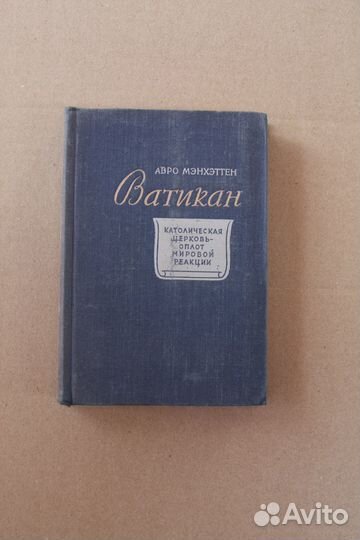 АВРО МЭНХЭТТЕН
Ватикан
КАТОЛИЧЕСКАЯ
ЦЕРКОВЬ–
ОПЛОТ
МИРОВОЙ
РЕАКЦИИ
Avito